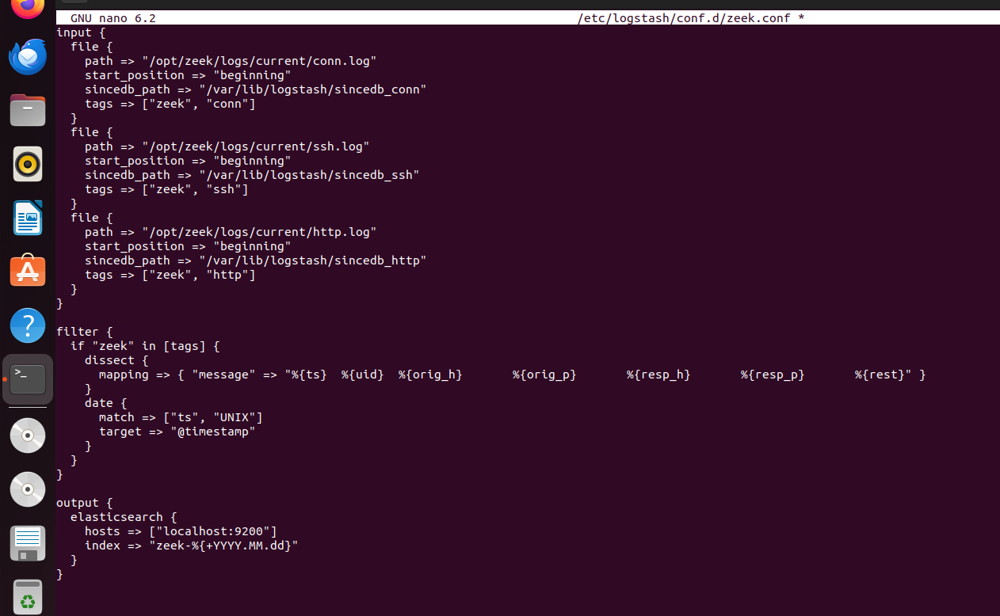 GNU nano 6.2 /etc/logstash/conf.d/zeek.conf *
input {
  file {
    path => "/opt/zeek/logs/current/conn.log"
    start_position => "beginning"
    sincedb_path => "/var/lib/logstash/sincedb_conn"
    tags => ["zeek", "conn"]
  }
  file {
    path => "/opt/zeek/logs/current/ssh.log"
    start_position => "beginning"
    sincedb_path => "/var/lib/logstash/sincedb_ssh"
    tags => ["zeek", "ssh"]
  }
  file {
    path => "/opt/zeek/logs/current/http.log"
    start_position => "beginning"
    sincedb_path => "/var/lib/logstash/sincedb_http"
    tags => ["zeek", "http"]
  }
}

filter {
  if "zeek" in [tags] {
    dissect {
      mapping => { "message" => "%{ts}  %{uid}  %{orig_h}       %{orig_p}       %{resp_h}       %{resp_p}       %{rest}" }
    }
    date {
      match => ["ts", "UNIX"]
      target => "@timestamp"
    }
  }
}

output {
  elasticsearch {
    hosts => ["localhost:9200"]
    index => "zeek-%{+YYYY.MM.dd}"
  }
}